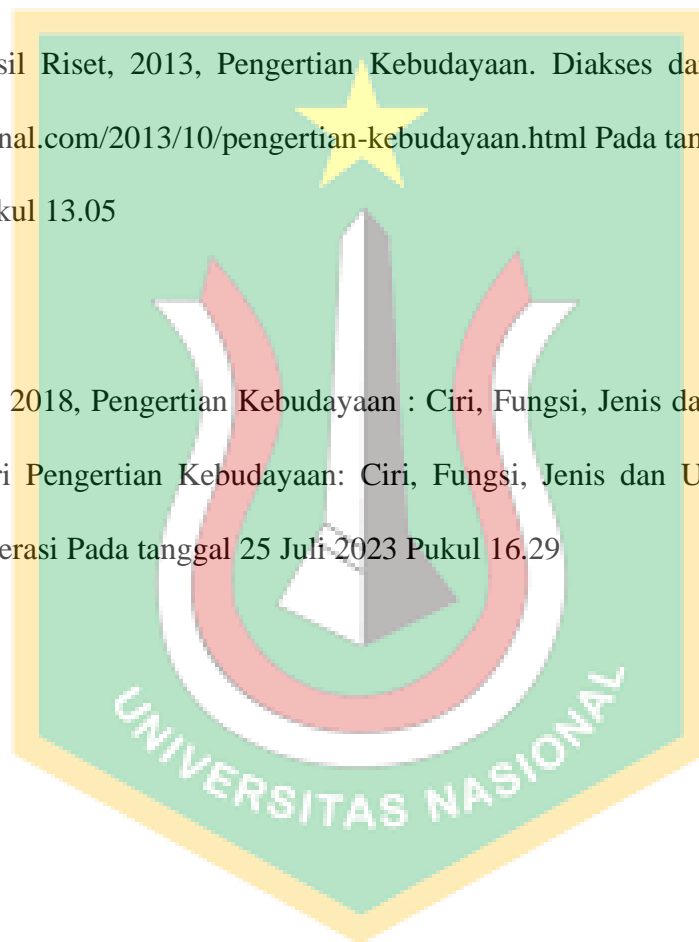 sil Riset, 2013, Pengertian Kebudayaan. Diakses da
nal.com/2013/10/pengertian-kebudayaan.html Pada tan
kul 13.05
2018, Pengertian Kebudayaan : Ciri, Fungsi, Jenis da
ri Pengertian Kebudayaan: Ciri, Fungsi, Jenis dan U
erasi Pada tanggal 25 Juli 2023 Pukul 16.29
UNIVERSITAS NASIONAL